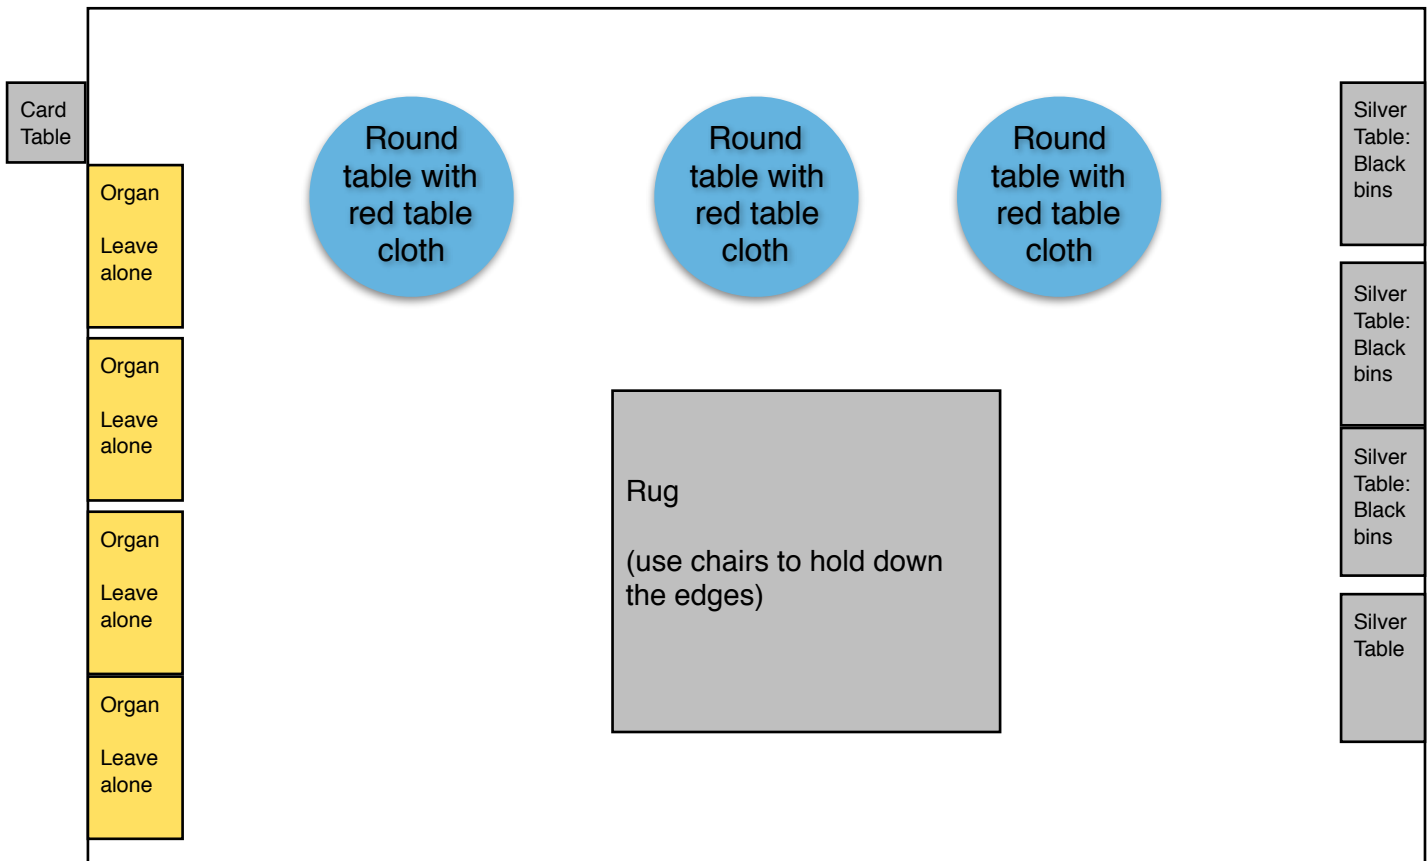 Card
Table
Organ
Leave
alone
Organ
Leave
alone
Organ
Leave
alone
Organ
Leave
alone
Round
table with
red table
cloth
Round
table with
red table
cloth
Round
table with
red table
cloth
Rug
(use chairs to hold down
the edges)
Silver
Table:
Black
bins
Silver
Table:
Black
bins
Silver
Table:
Black
bins
Silver
Table